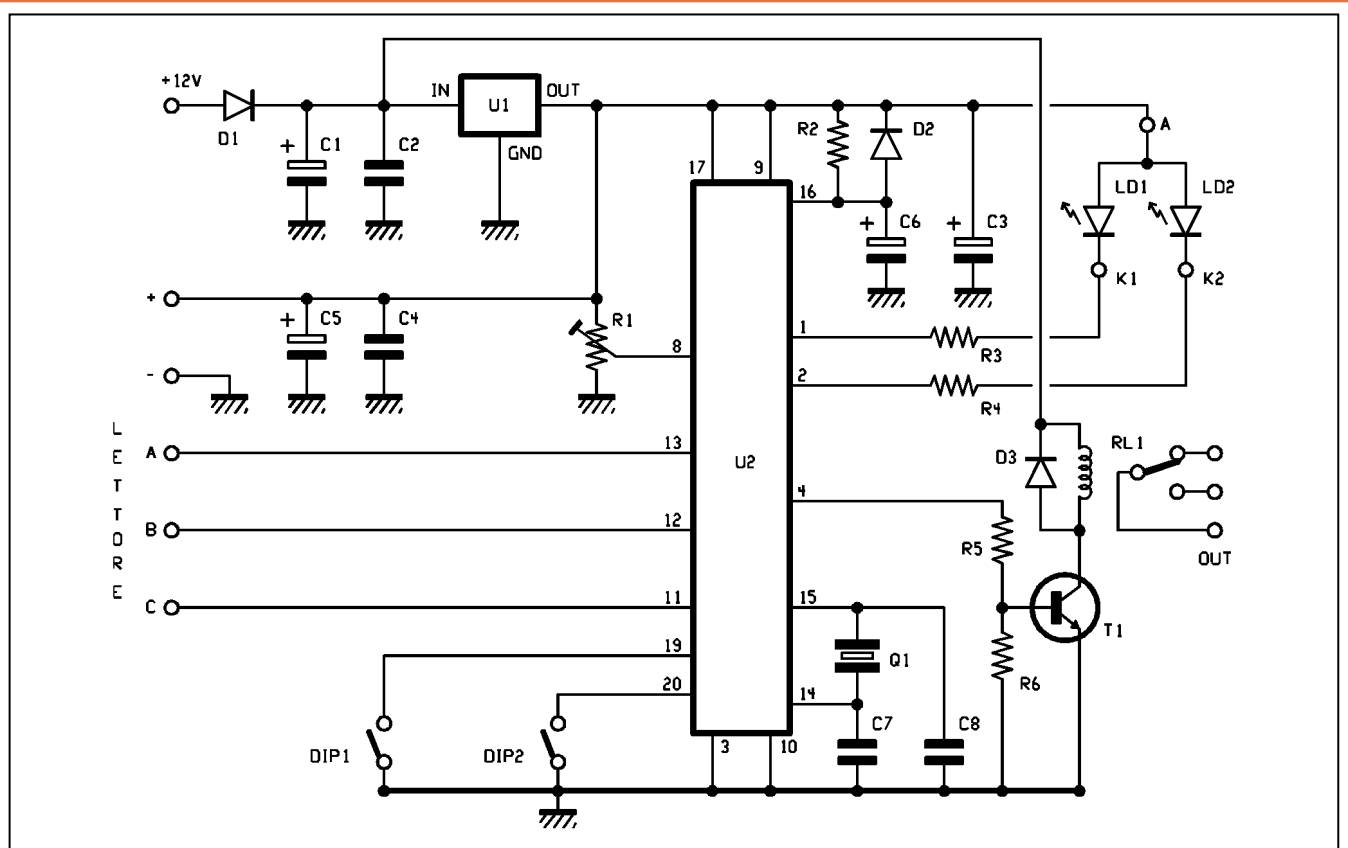 +12V
D1
+ C1
C2
IN
U1
OUT
GND
R2
D2
A
17
9
16
+ C6
+ C3
LD1
LD2
K1
K2
+
+ C5
C4
R1
8
1
R3
-
2
R4
LETTORE
A
13
U2
D3
RL1
4
B
12
R5
OUT
C
11
15
T1
19
Q1
20
14
R6
DIP1
DIP2
3
10
C7
C8